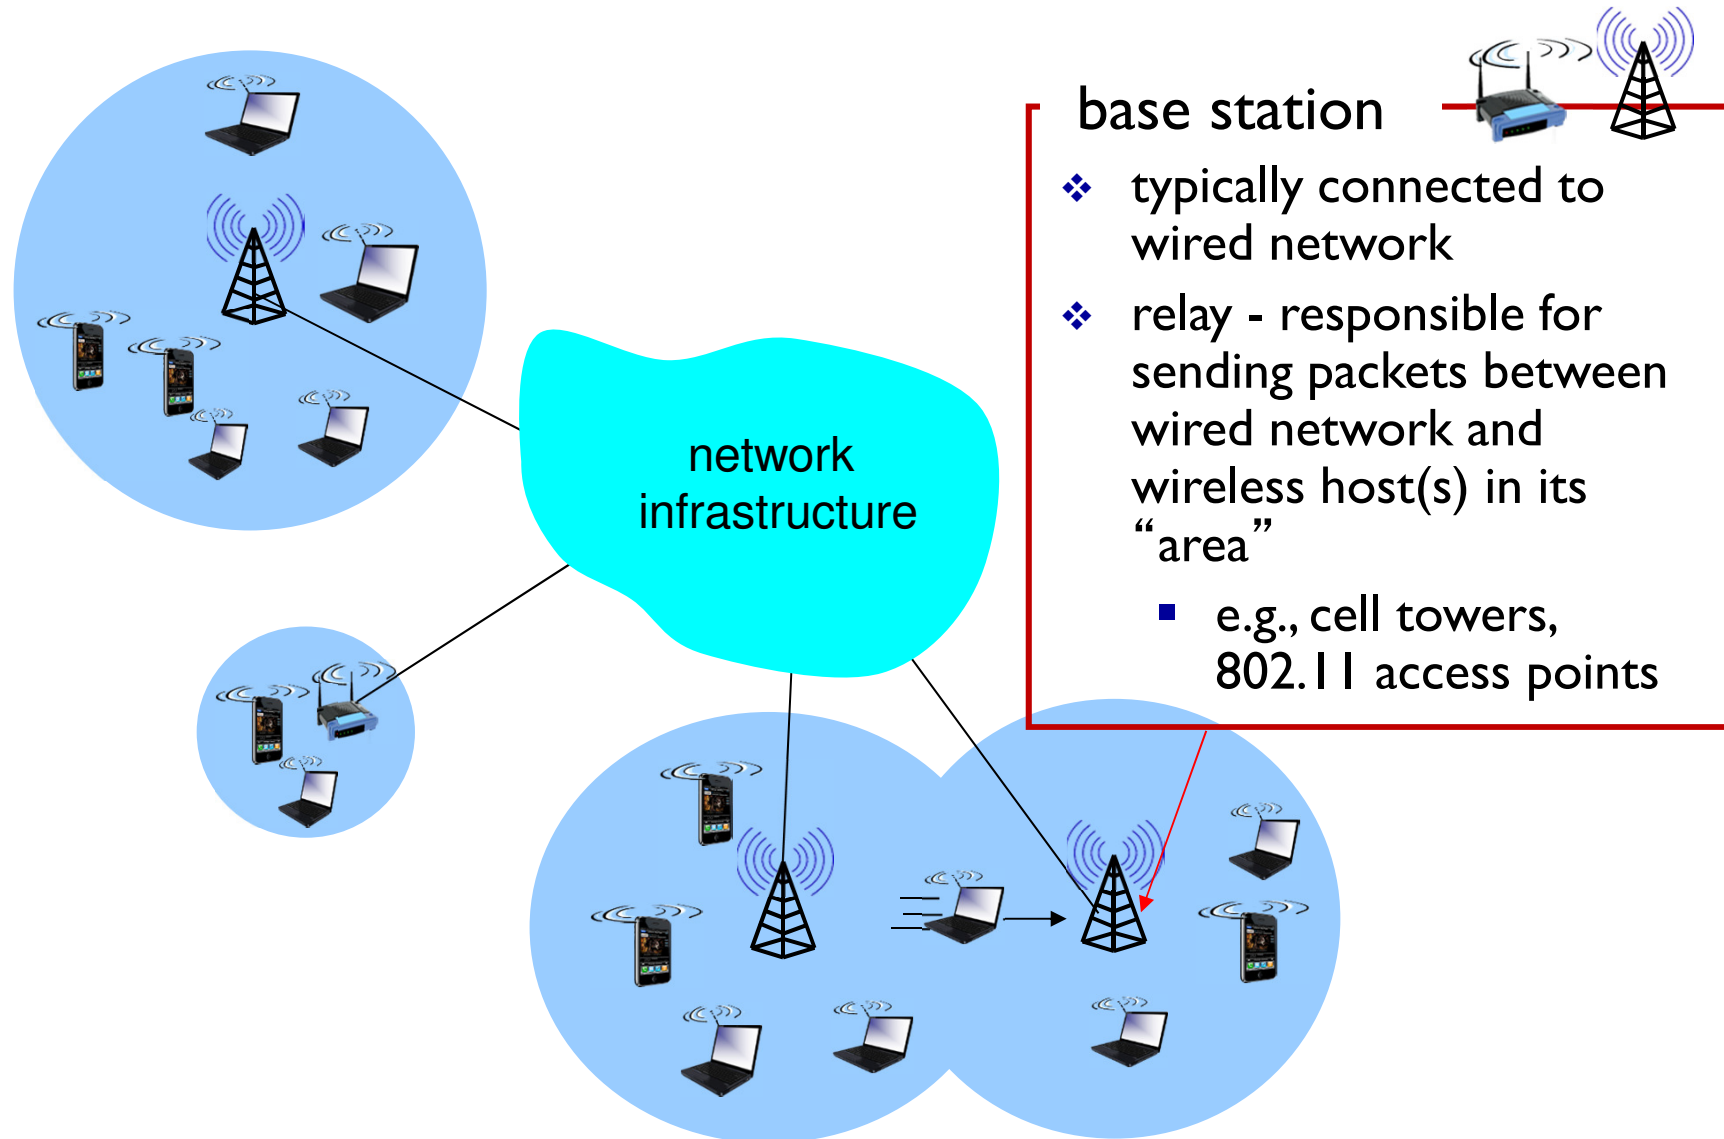 base station
❖ typically connected to
wired network
❖ relay - responsible for
sending packets between
wired network and
wireless host(s) in its
“area”
▪ e.g., cell towers,
802.11 access points
network
infrastructure